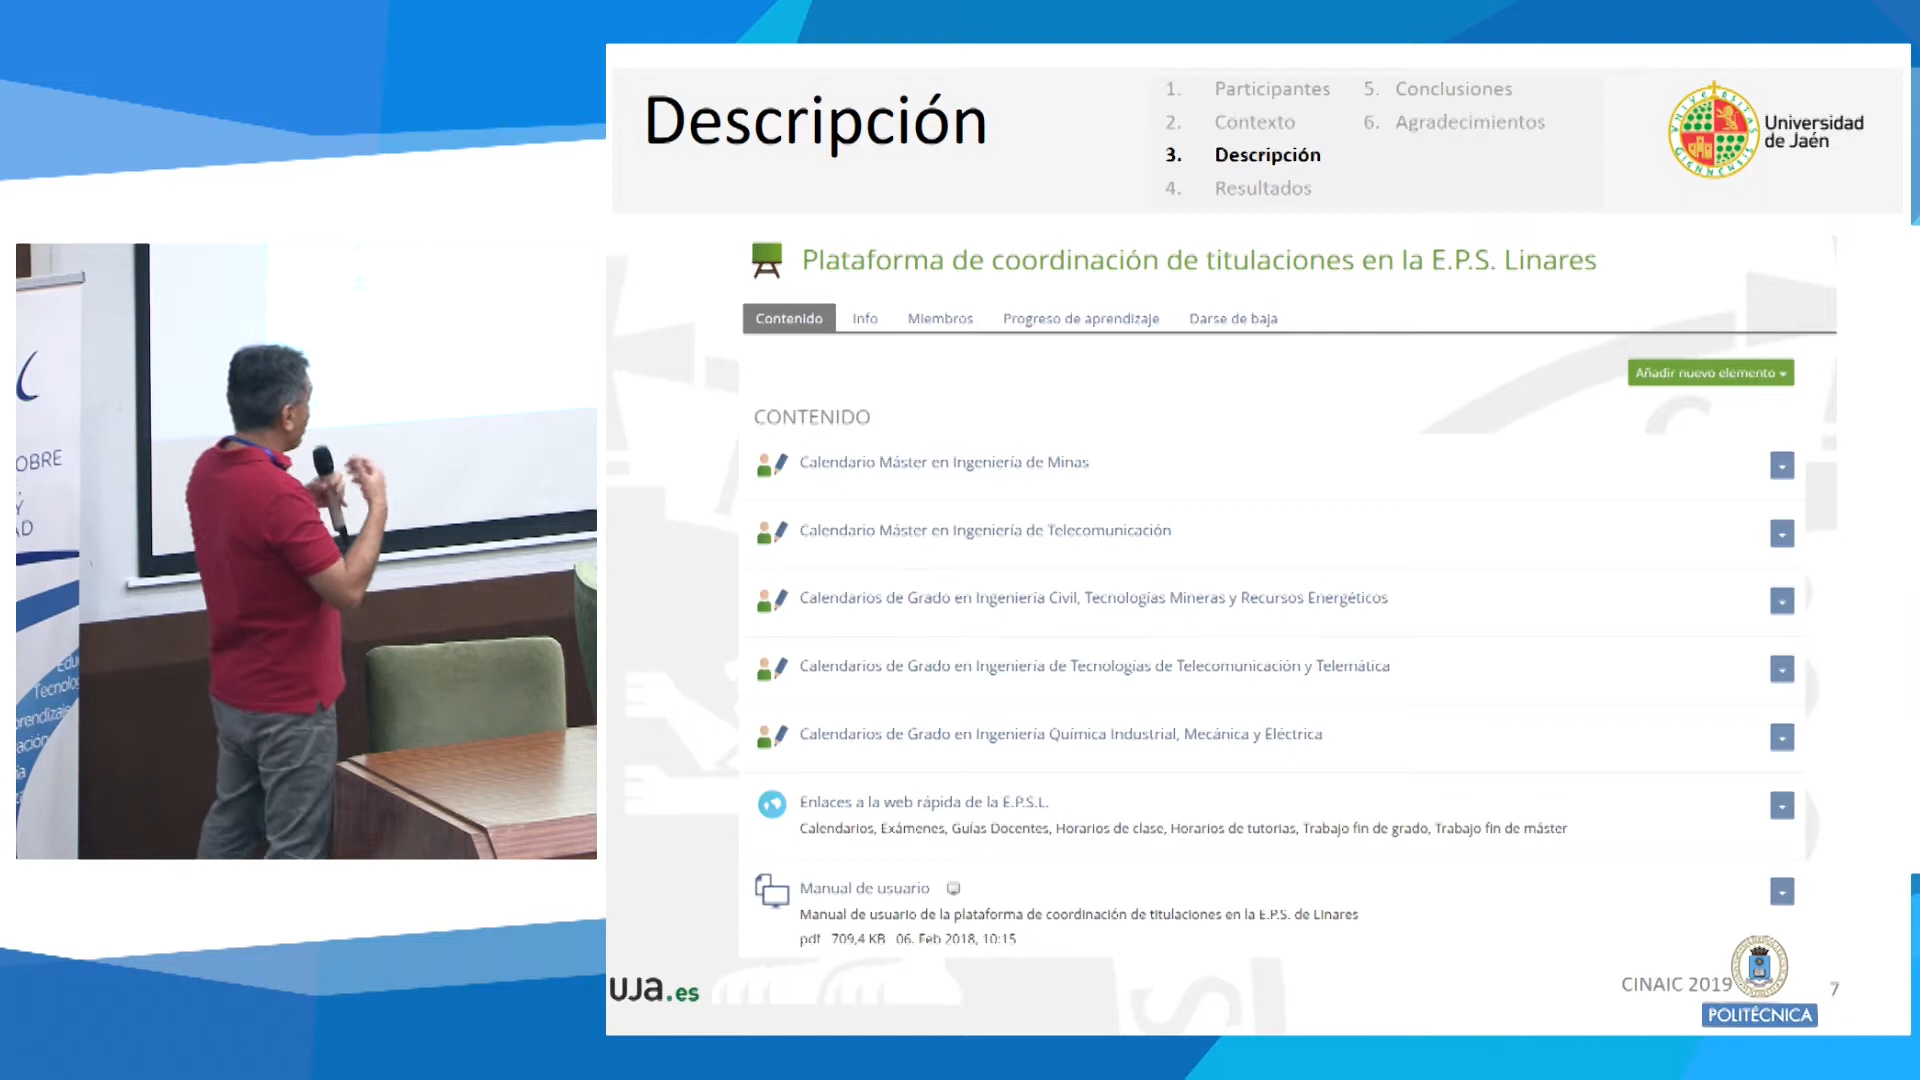 Descripción
1. Participantes
2. Contexto
3. Descripción
4. Resultados
5. Conclusiones
6. Agradecimientos
Universidad
de Jaén
Plataforma de coordinación de titulaciones en la E.P.S. Linares
Contenido Info Miembros Progreso de aprendizaje Darse de baja
Añadir nuevo elemento
CONTENIDO
Calendario Máster en Ingeniería de Minas
Calendario Máster en Ingeniería de Telecomunicación
Calendarios de Grado en Ingeniería Civil, Tecnologías Mineras y Recursos Energéticos
Calendarios de Grado en Ingeniería de Tecnologías de Telecomunicación y Telemática
Calendarios de Grado en Ingeniería Química Industrial, Mecánica y Eléctrica
Enlaces a la web rápida de la E.P.S.L.
Calendarios, Exámenes, Guías Docentes, Horarios de clase, Horarios de tutorías, Trabajo fin de grado, Trabajo fin de máster
Manual de usuario
Manual de usuario de la plataforma de coordinación de titulaciones en la E.P.S. de Linares
pdf 709,4 KB 06. Feb 2018, 10:15
uja.es
CINAIC 2019
7
POLITÉCNICA
OBRE
Y
AD
Edu
Tecnolo
rendizaje
ación